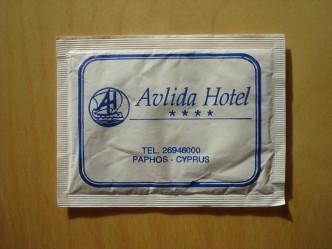 Avlida Hotel
★★★★
TEL. 26946000
PAPHOS - CYPRUS